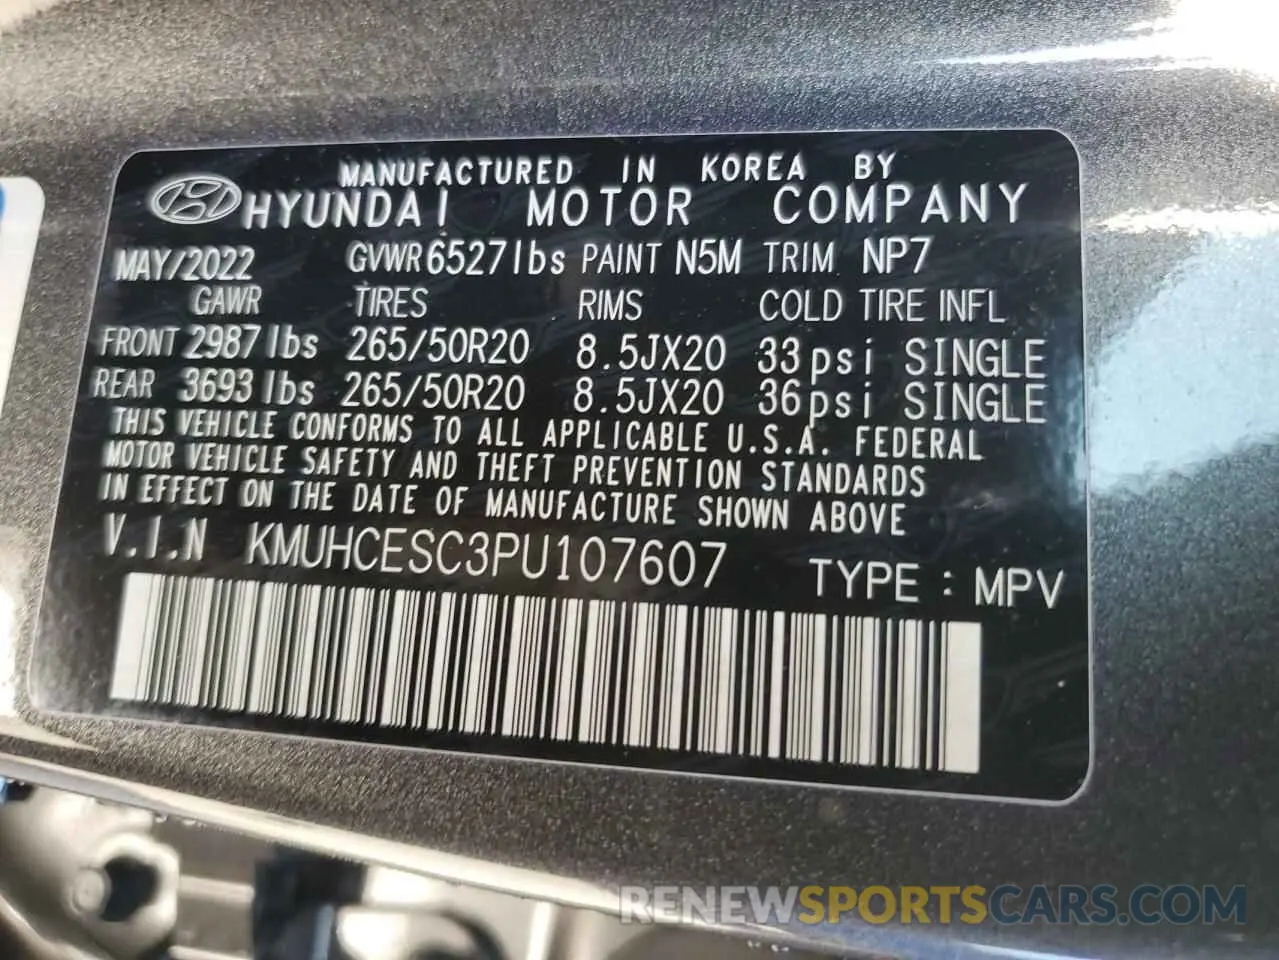 MANUFACTURED IN KOREA BY
HYUNDAI MOTOR COMPANY
MAY/2022 GVWR 6527lbs PAINT N5M TRIM NP7
GAWR TIRES RIMS COLD TIRE INFL
FRONT 2987lbs 265/50R20 8.5JX20 33psi SINGLE
REAR 3693lbs 265/50R20 8.5JX20 36psi SINGLE
THIS VEHICLE CONFORMS TO ALL APPLICABLE U.S.A. FEDERAL
MOTOR VEHICLE SAFETY AND THEFT PREVENTION STANDARDS
IN EFFECT ON THE DATE OF MANUFACTURE SHOWN ABOVE
V.I.N KMUHCESC3PU107607 TYPE : MPV
RENEWSPORTSCARS.COM